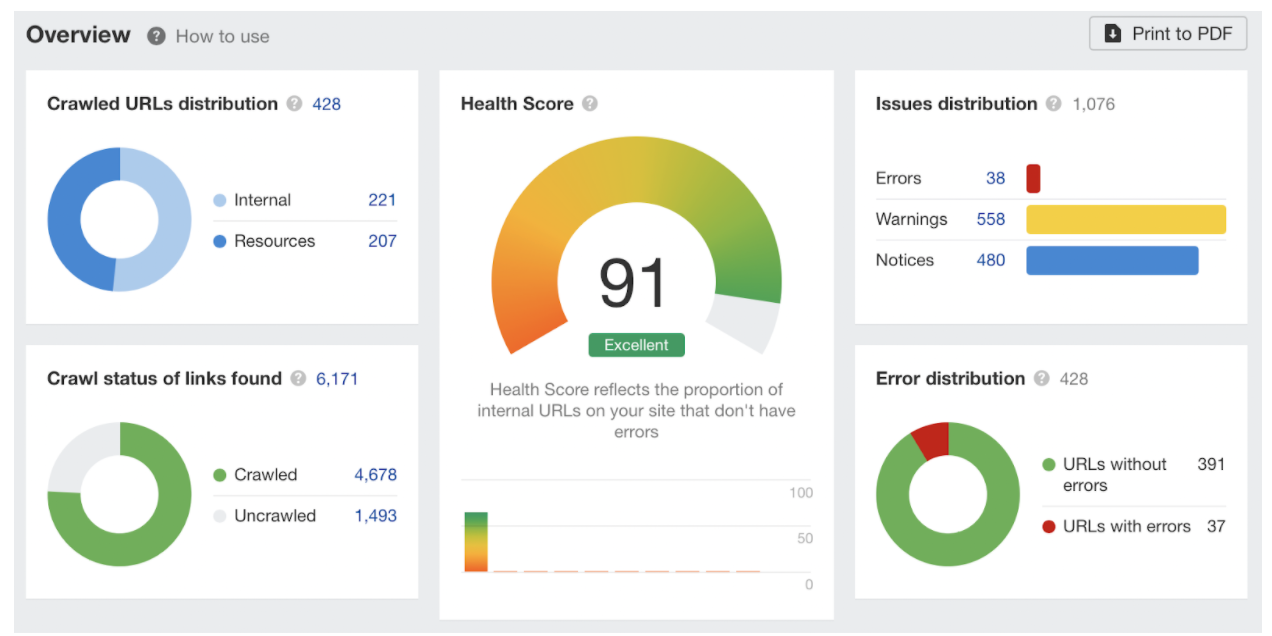 Overview ? How to use
Print to PDF
Crawled URLs distribution ? 428
Internal 221
Resources 207
Health Score ?
91
Excellent
Health Score reflects the proportion of
internal URLs on your site that don't have
errors
100
50
0
Issues distribution ? 1,076
Errors 38
Warnings 558
Notices 480
Crawl status of links found ? 6,171
Crawled 4,678
Uncrawled 1,493
Error distribution ? 428
URLs without 391
errors
URLs with errors 37